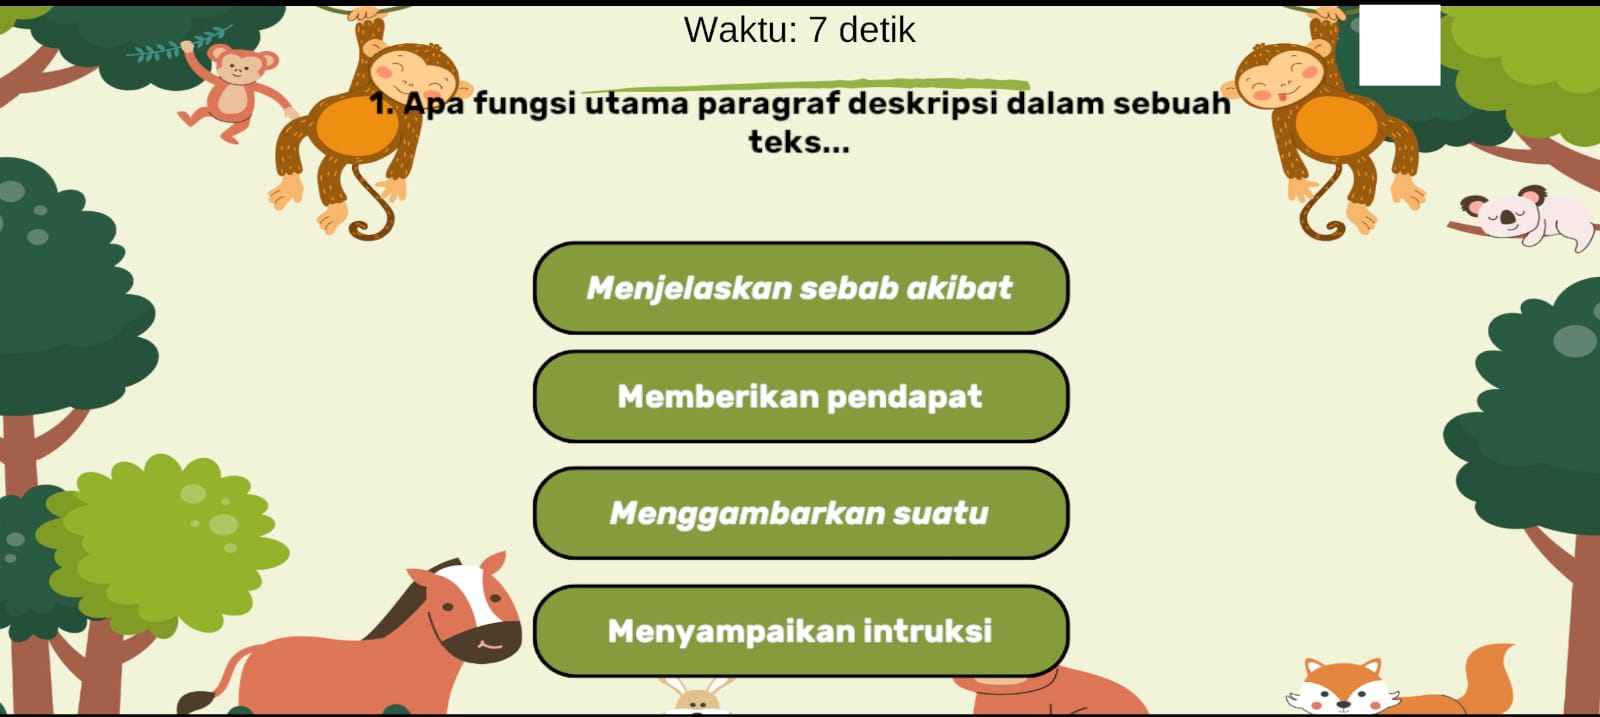 Waktu: 7 detik
1. Apa fungsi utama paragraf deskripsi dalam sebuah
teks...
Menjelaskan sebab akibat
Memberikan pendapat
Menggambarkan suatu
Menyampaikan intruksi